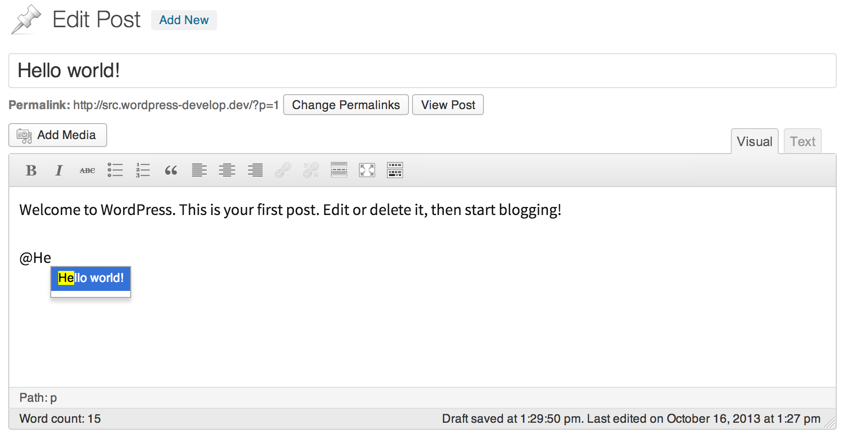 Edit Post Add New
Hello world!
Permalink: http://src.wordpress-develop.dev/?p=1 Change Permalinks View Post
Add Media
Visual Text
B I ABC
Welcome to WordPress. This is your first post. Edit or delete it, then start blogging!
@He
Hello world!
Path: p
Word count: 15 Draft saved at 1:29:50 pm. Last edited on October 16, 2013 at 1:27 pm